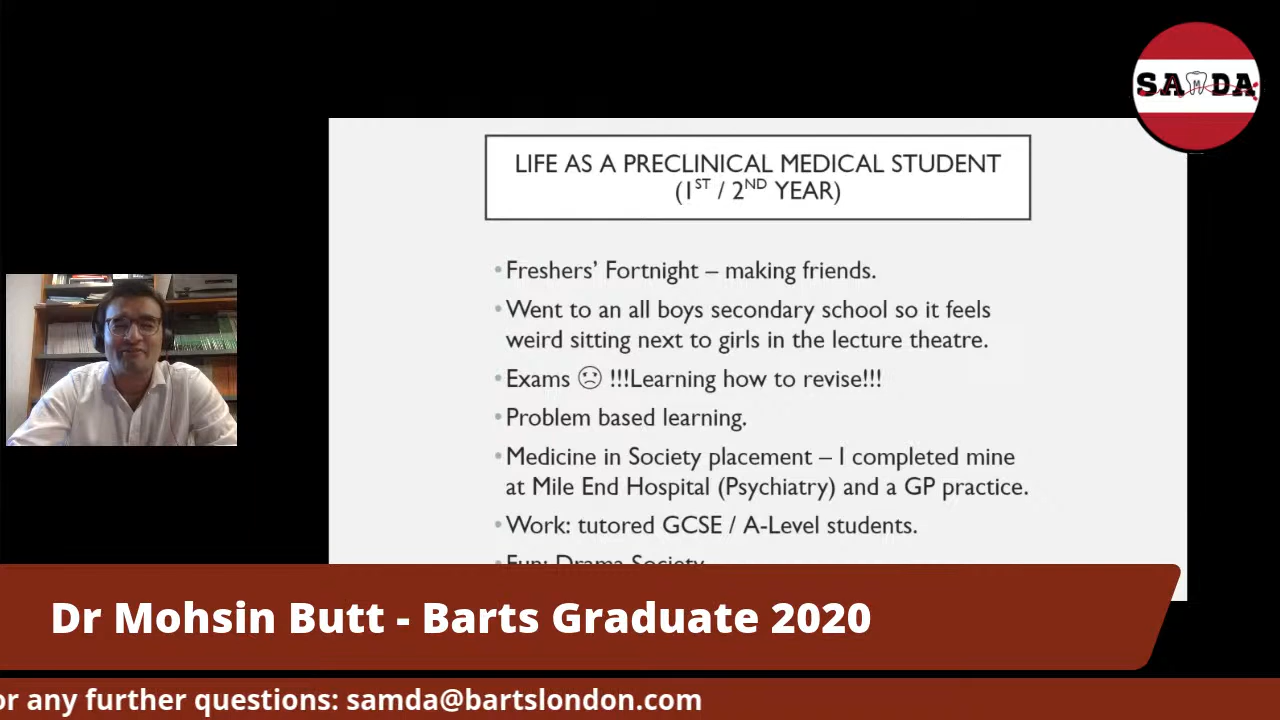 SAMDA
LIFE AS A PRECLINICAL MEDICAL STUDENT
(1ST / 2ND YEAR)
• Freshers’ Fortnight – making friends.
• Went to an all boys secondary school so it feels
weird sitting next to girls in the lecture theatre.
• Exams ☹ !!!Learning how to revise!!!
• Problem based learning.
• Medicine in Society placement – I completed mine
at Mile End Hospital (Psychiatry) and a GP practice.
• Work: tutored GCSE / A-Level students.
• Fun: Drama Society
Dr Mohsin Butt - Barts Graduate 2020
or any further questions: samda@bartslondon.com